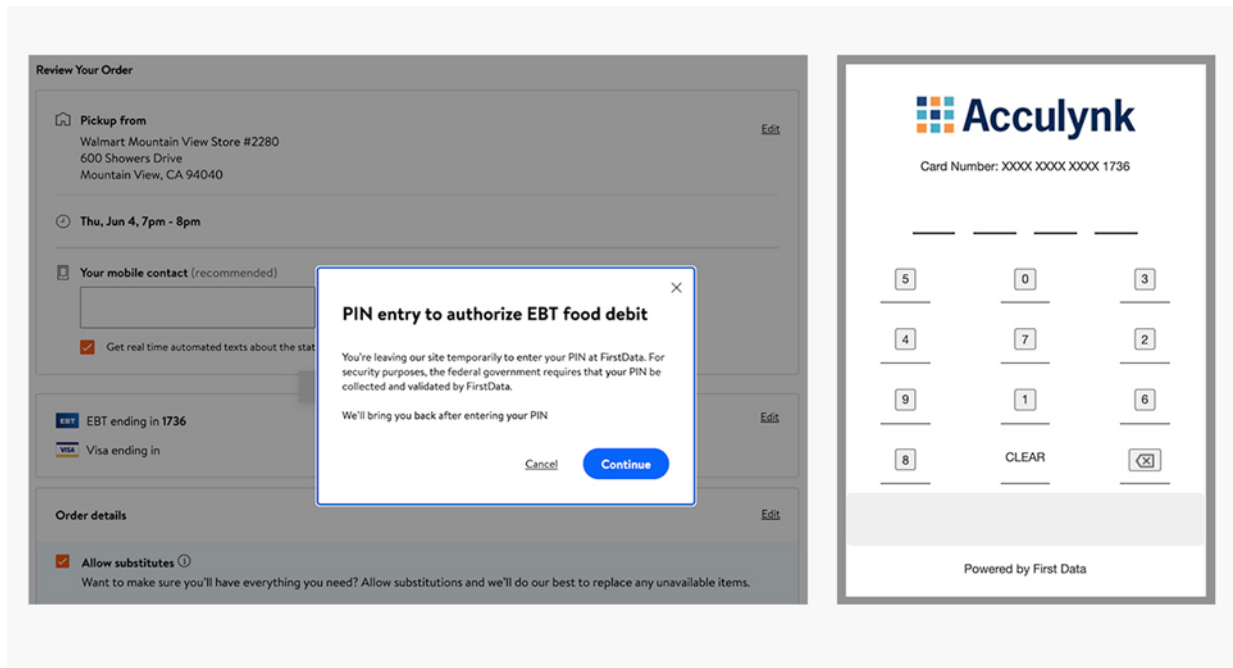 Review Your Order
Pickup from
Edit
Walmart Mountain View Store #2280
600 Showers Drive
Mountain View, CA 94040
Thu, Jun 4, 7pm - 8pm
Your mobile contact (recommended)
Get real time automated texts about the stat
EBT EBT ending in 1736
Edit
VISA Visa ending in
Order details
Edit
Allow substitutes
Want to make sure you'll have everything you need? Allow substitutions and we'll do our best to replace any unavailable items.
PIN entry to authorize EBT food debit
You're leaving our site temporarily to enter your PIN at FirstData. For
security purposes, the federal government requires that your PIN be
collected and validated by FirstData.
We'll bring you back after entering your PIN
Cancel
Continue
Acculynk
Card Number: XXXX XXXX XXXX 1736
5 0 3
4 7 2
9 1 6
8 CLEAR
Powered by First Data